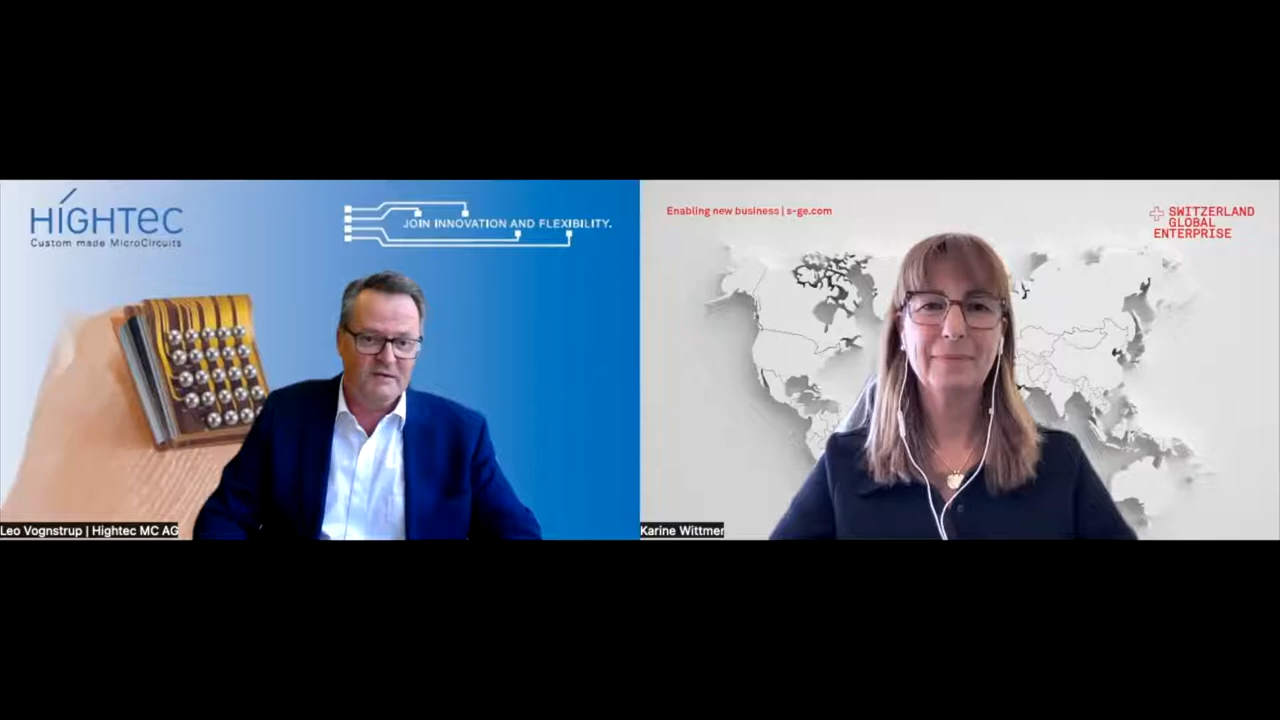 HIGHTEC
Custom made MicroCircuits
JOIN INNOVATION AND FLEXIBILITY.
Leo Vognstrup | Hightec MC AG
Enabling new business | s-ge.com
SWITZERLAND
GLOBAL
ENTERPRISE
Karine Wittmer